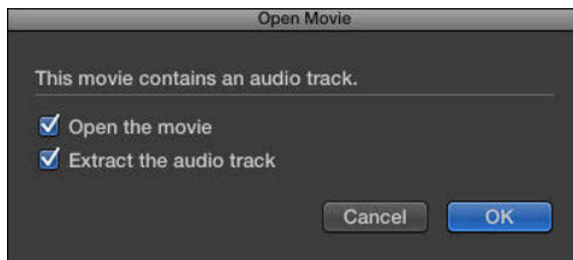 Open Movie
This movie contains an audio track.
Open the movie
Extract the audio track
Cancel OK